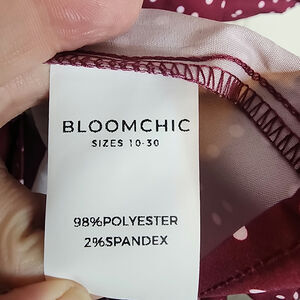 BLOOMCHIC
SIZES 10-30
98%POLYESTER
2%SPANDEX